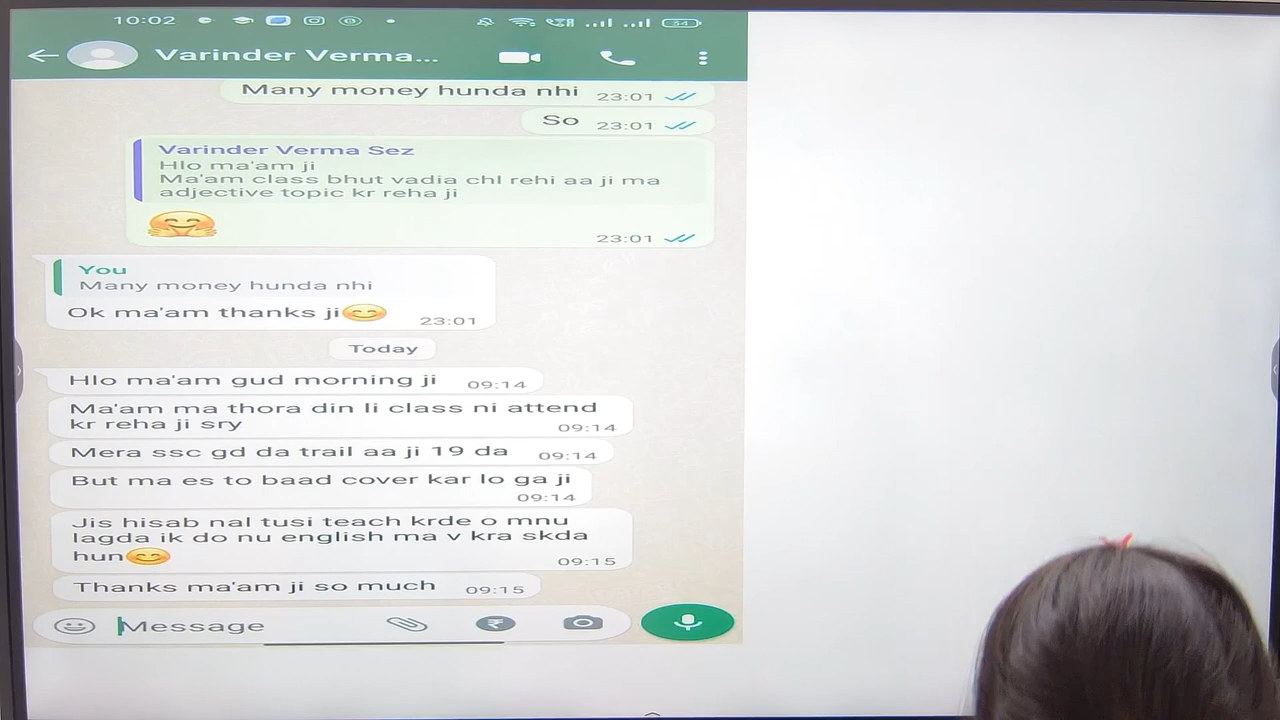 10:02
54
Varinder Verma...
Many money hunda nhi
23:01
So
23:01
Varinder Verma Sez
Hlo ma'am ji
Ma'am class bhut vadia chl rehi aa ji ma
adjective topic kr reha ji
🤗
23:01
You
Many money hunda nhi
Ok ma'am thanks ji😊
23:01
Today
Hlo ma'am gud morning ji
09:14
Ma'am ma thora din li class ni attend
kr reha ji sry
09:14
Mera ssc gd da trail aa ji 19 da
09:14
But ma es to baad cover kar lo ga ji
09:14
Jis hisab nal tusi teach krde o mnu
lagda ik do nu english ma v kra skda
hun😊
09:15
Thanks ma'am ji so much
09:15
Message